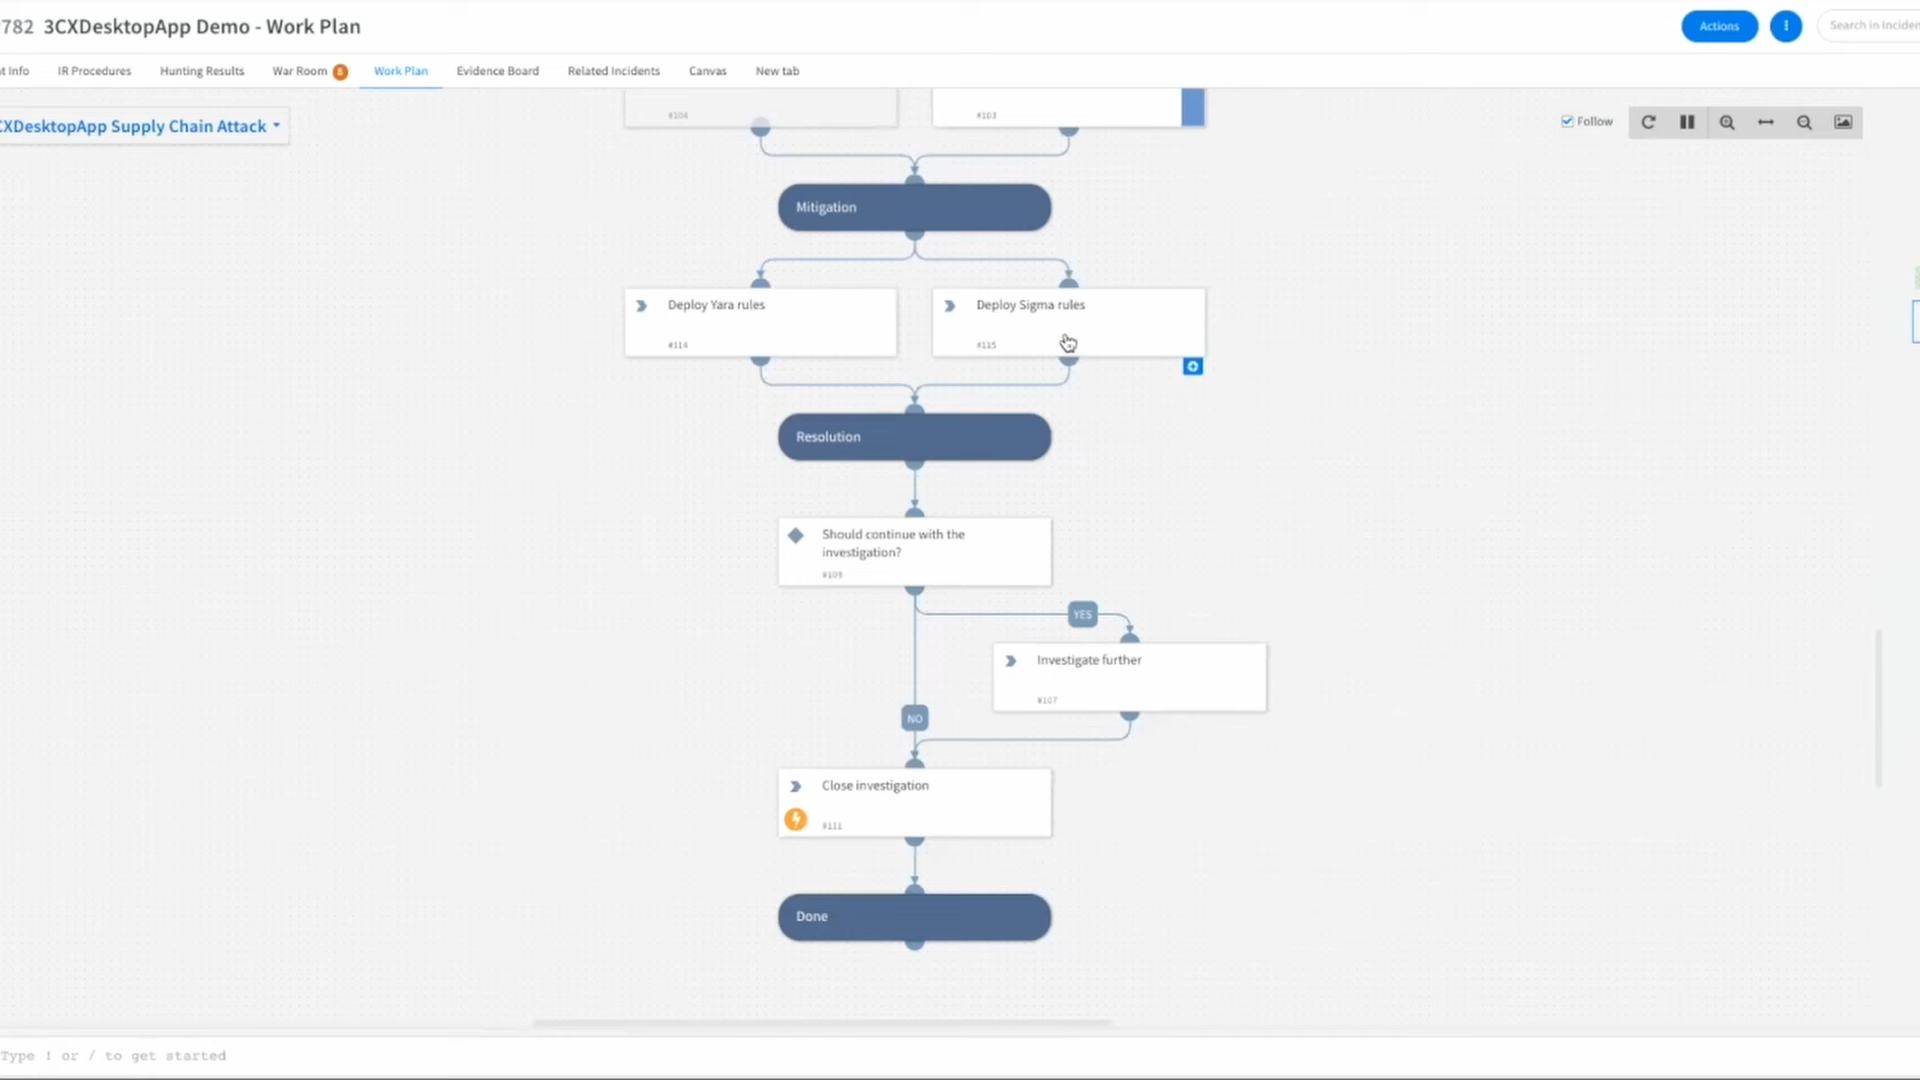 782 3CXDesktopApp Demo - Work Plan
Actions
Search in Inciden
t Info
IR Procedures
Hunting Results
War Room
Work Plan
Evidence Board
Related Incidents
Canvas
New tab
CXDesktopApp Supply Chain Attack
Follow
#104
#103
Mitigation
Deploy Yara rules
#114
Deploy Sigma rules
#115
Resolution
Should continue with the
investigation?
#109
YES
Investigate further
#107
NO
Close investigation
#111
Done
Type ! or / to get started